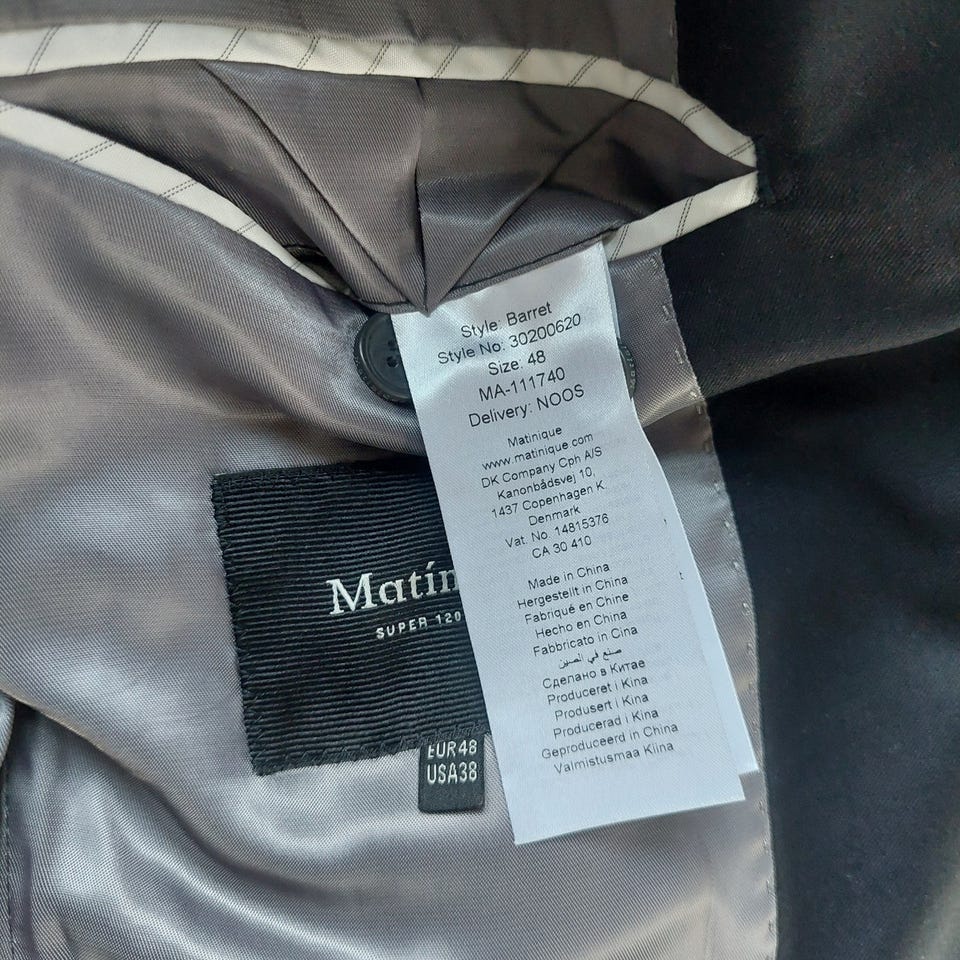 Style: Barret
Style No: 30200620
Size: 48
MA-111740
Delivery: NOOS
Matinique
www.matinique.com
DK Company Cph A/S
Kanonbådsvej 10,
1437 Copenhagen K
Denmark
Vat. No. 14815376
CA 30 410
Made in China
Hergestellt in China
Fabriqué en Chine
Hecho en China
Fabbricato in Cina
صنع في الصين
Сделано в Китае
Produceret i Kina
Produsert i Kina
Producerad i Kina
Geproduceerd in China
Valmistusmaa Kiina
Matín
SUPER 120
EUR48
USA38